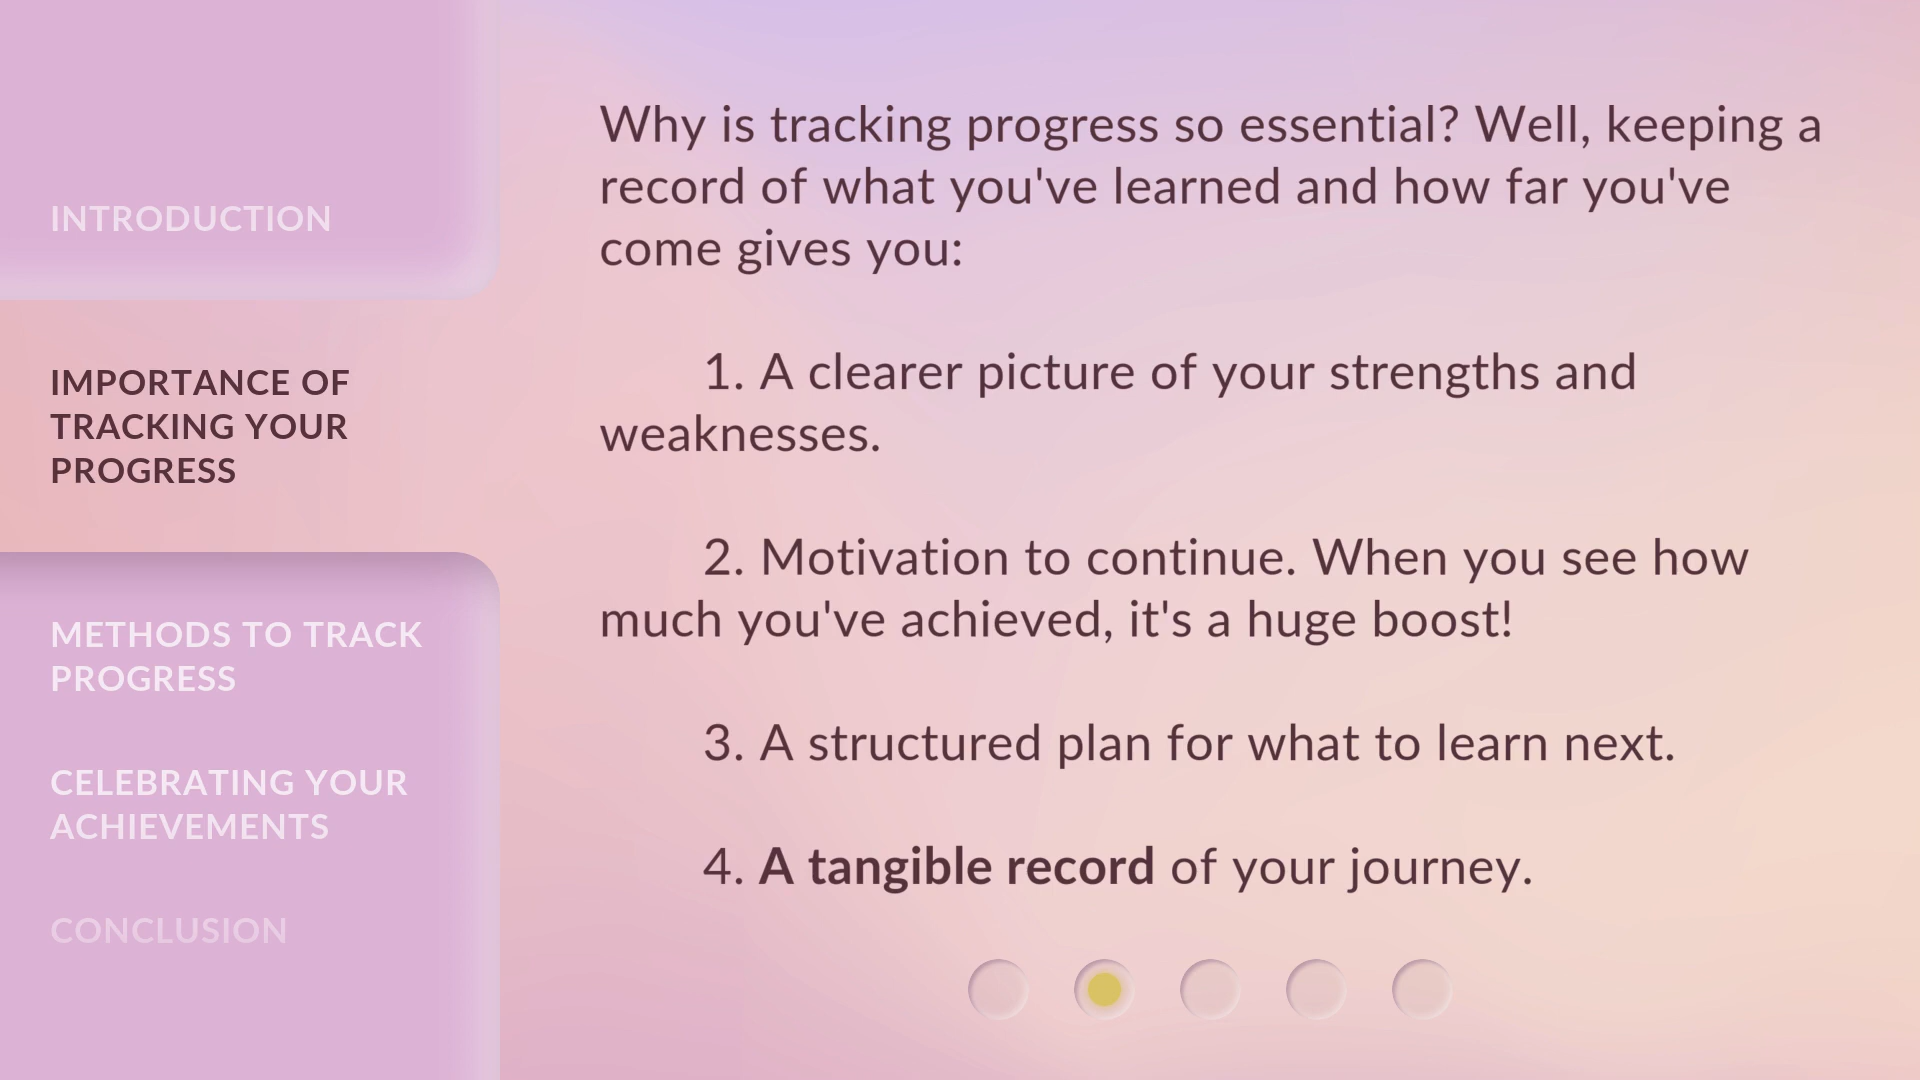 INTRODUCTION
IMPORTANCE OF
TRACKING YOUR
PROGRESS
METHODS TO TRACK
PROGRESS
CELEBRATING YOUR
ACHIEVEMENTS
CONCLUSION
Why is tracking progress so essential? Well, keeping a
record of what you've learned and how far you've
come gives you:
1. A clearer picture of your strengths and
weaknesses.
2. Motivation to continue. When you see how
much you've achieved, it's a huge boost!
3. A structured plan for what to learn next.
4. A tangible record of your journey.